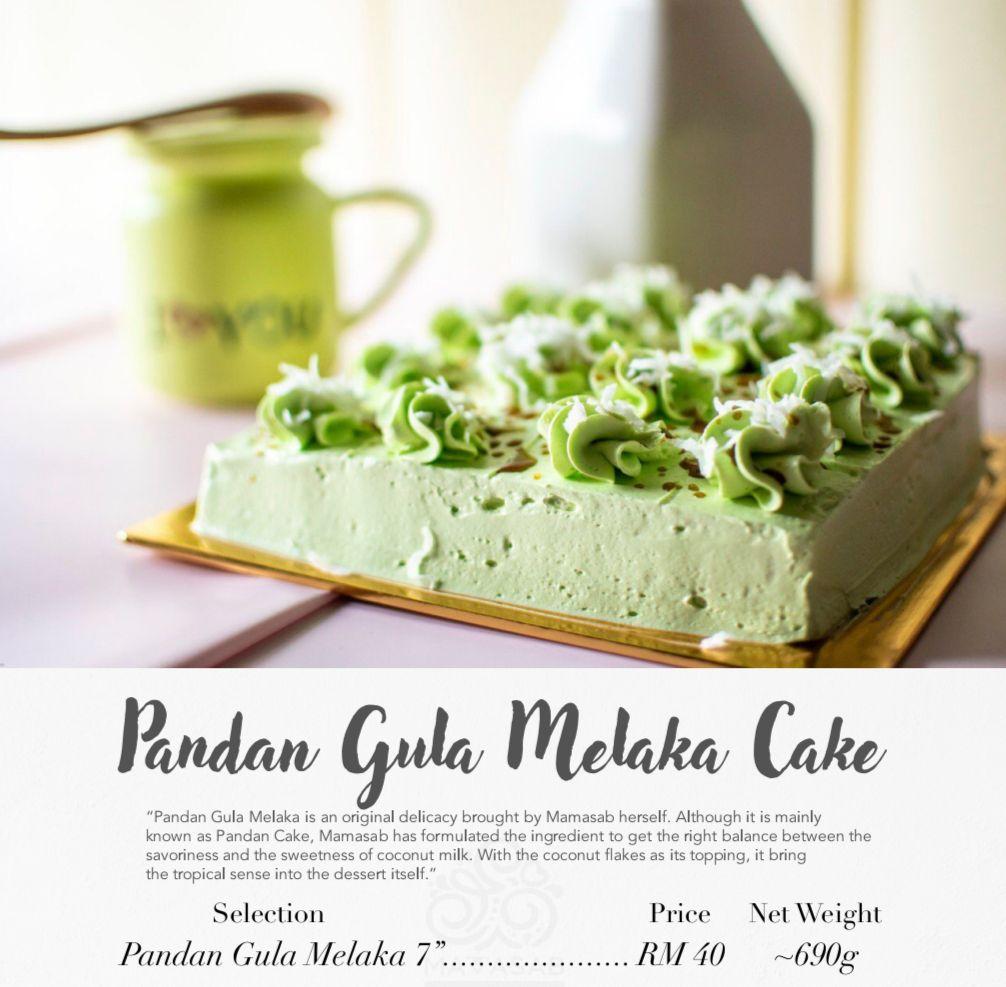 I ♥ YOU
Pandan Gula Melaka Cake
“Pandan Gula Melaka is an original delicacy brought by Mamasab herself. Although it is mainly
known as Pandan Cake, Mamasab has formulated the ingredient to get the right balance between the
savoriness and the sweetness of coconut milk. With the coconut flakes as its topping, it bring
the tropical sense into the dessert itself.”
Selection Price Net Weight
Pandan Gula Melaka 7”..................... RM 40 ~690g
MAMASAB